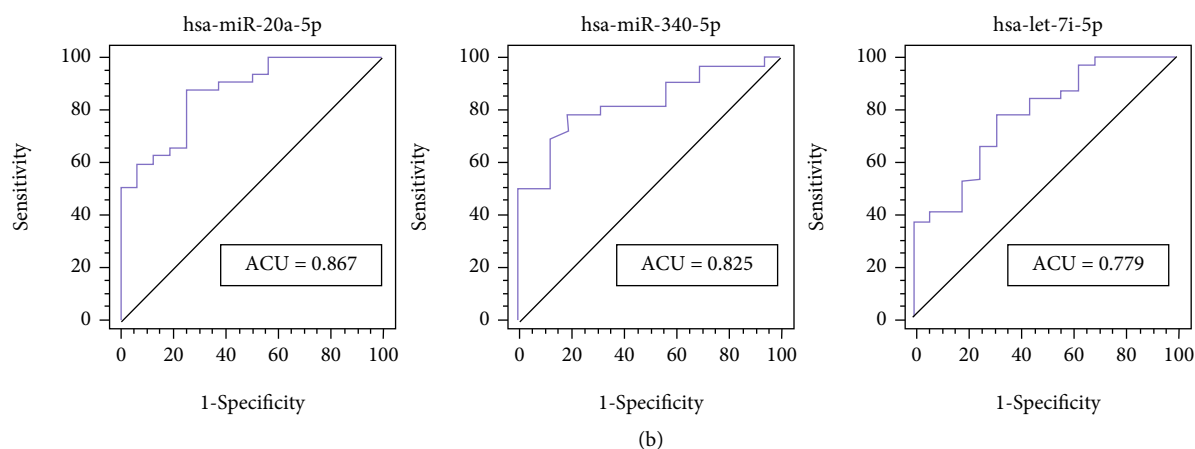 hsa-miR-20a-5p
Sensitivity
100
80
60
40
20
0
ACU = 0.867
0 20 40 60 80 100
1-Specificity
hsa-miR-340-5p
Sensitivity
100
80
60
40
20
0
ACU = 0.825
0 20 40 60 80 100
1-Specificity
hsa-let-7i-5p
Sensitivity
100
80
60
40
20
0
ACU = 0.779
0 20 40 60 80 100
1-Specificity
(b)